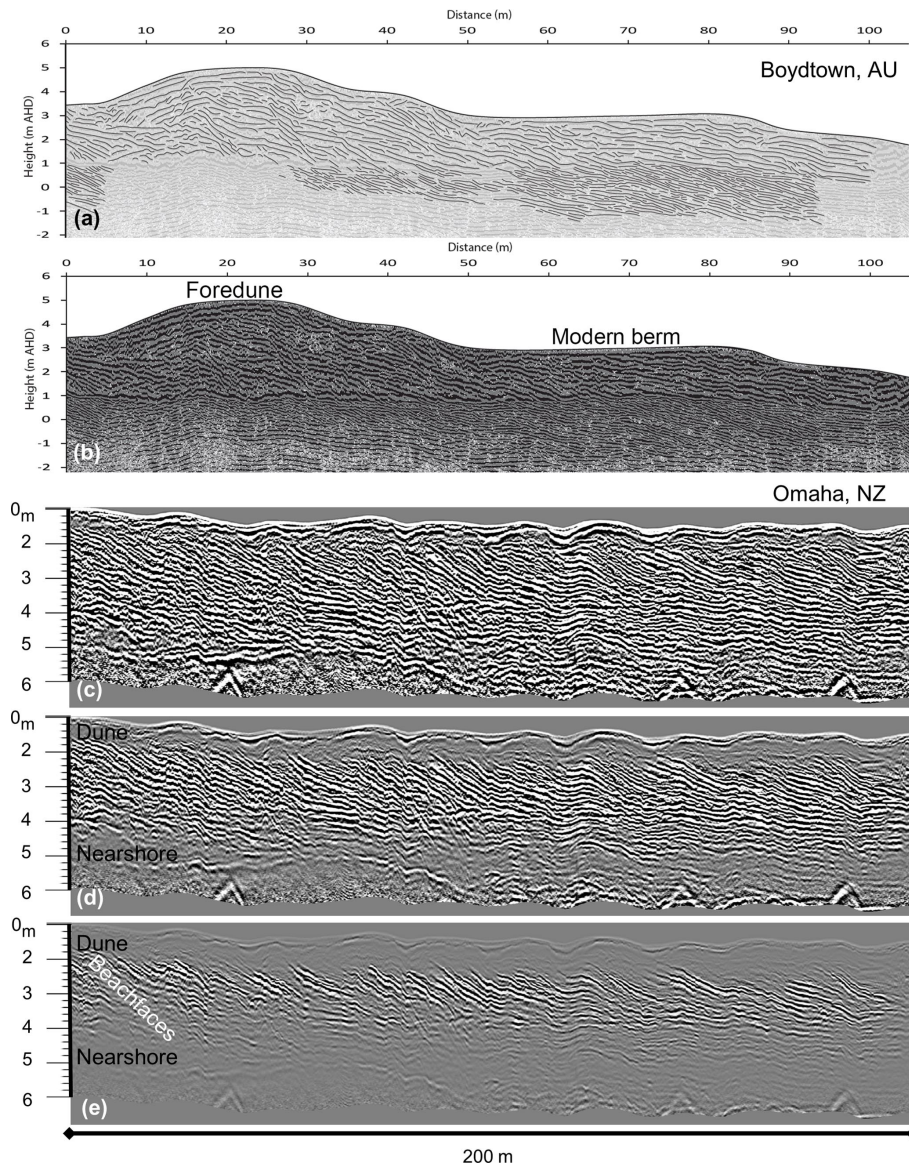 Distance (m)
0 10 20 30 40 50 60 70 80 90 100
Boydtown, AU
Height (m AHD)
6
5
4
3
2
1
0
-1
-2
(a)
Distance (m)
0 10 20 30 40 50 60 70 80 90 100
Foredune
Modern berm
Height (m AHD)
6
5
4
3
2
1
0
-1
-2
(b)
Omaha, NZ
0m
2
3
4
5
6
(c)
0m
Dune
2
3
4
Nearshore
5
6
(d)
0m
Dune
2
Beachfaces
3
4
Nearshore
5
6
(e)
200 m